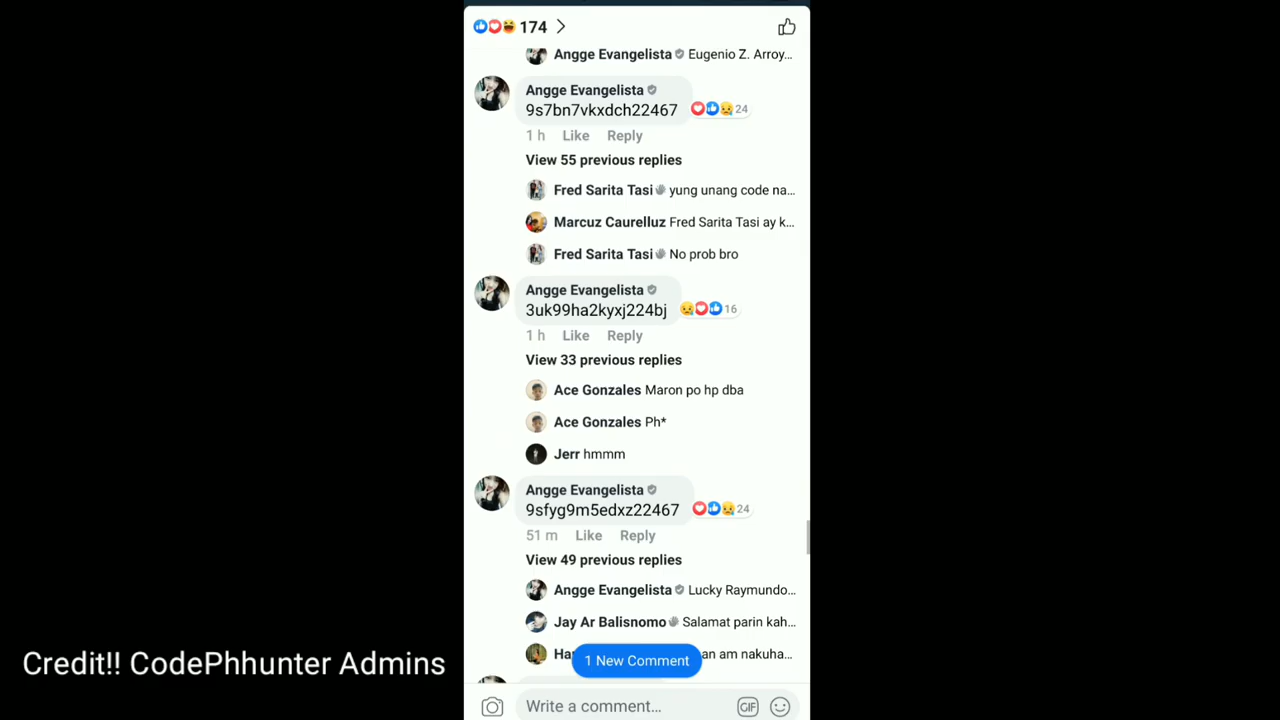 174
Angge Evangelista Eugenio Z. Arroy...
Angge Evangelista
9s7bn7vkxdch22467
24
1 h Like Reply
View 55 previous replies
Fred Sarita Tasi yung unang code na...
Marcuz Caurelluz Fred Sarita Tasi ay k...
Fred Sarita Tasi No prob bro
Angge Evangelista
3uk99ha2kyxj224bj
16
1 h Like Reply
View 33 previous replies
Ace Gonzales Maron po hp dba
Ace Gonzales Ph*
Jerr hmmm
Angge Evangelista
9sfyg9m5edxz22467
24
51 m Like Reply
View 49 previous replies
Angge Evangelista Lucky Raymundo...
Jay Ar Balisnomo Salamat parin kah...
an am nakuha...
1 New Comment
Credit!! CodePhhunter Admins
Write a comment...
GIF